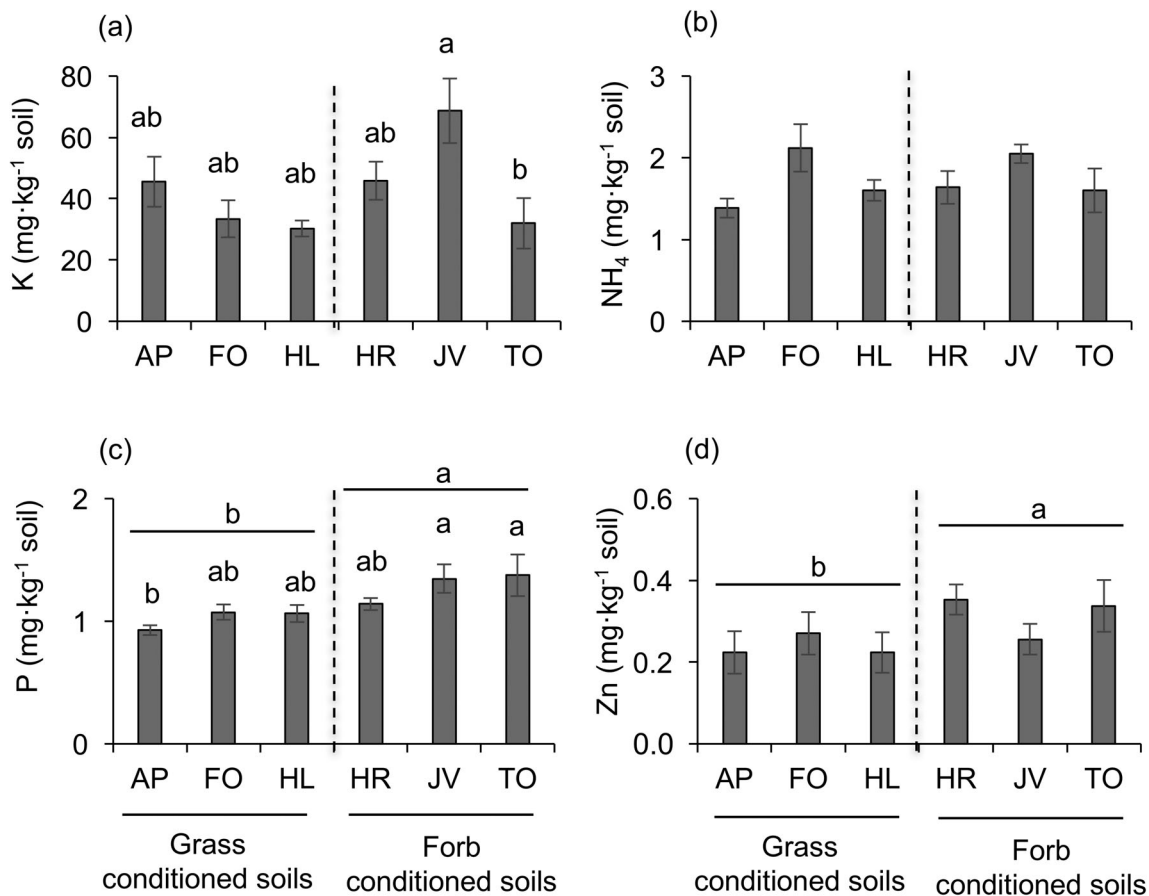 (a)
K (mg·kg⁻¹ soil)
80
60
40
20
0
ab
ab
ab
ab
a
b
AP FO HL HR JV TO
(b)
NH₄ (mg·kg⁻¹ soil)
3
2
1
0
AP FO HL HR JV TO
(c)
P (mg·kg⁻¹ soil)
2
1
0
b
a
b
ab
ab
ab
a
a
AP FO HL HR JV TO
Grass
conditioned soils
Forb
conditioned soils
(d)
Zn (mg·kg⁻¹ soil)
0.6
0.4
0.2
0.0
b
a
AP FO HL HR JV TO
Grass
conditioned soils
Forb
conditioned soils